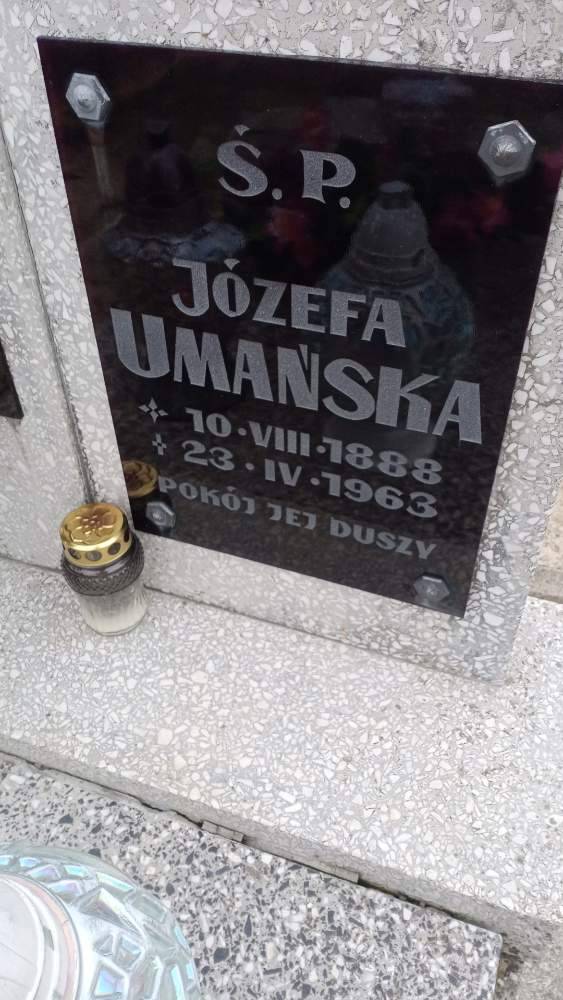 Ś. P.
JÓZEFA
UMAŃSKA
10·VIII·1888
23·IV·1963
POKÓJ JEJ DUSZY